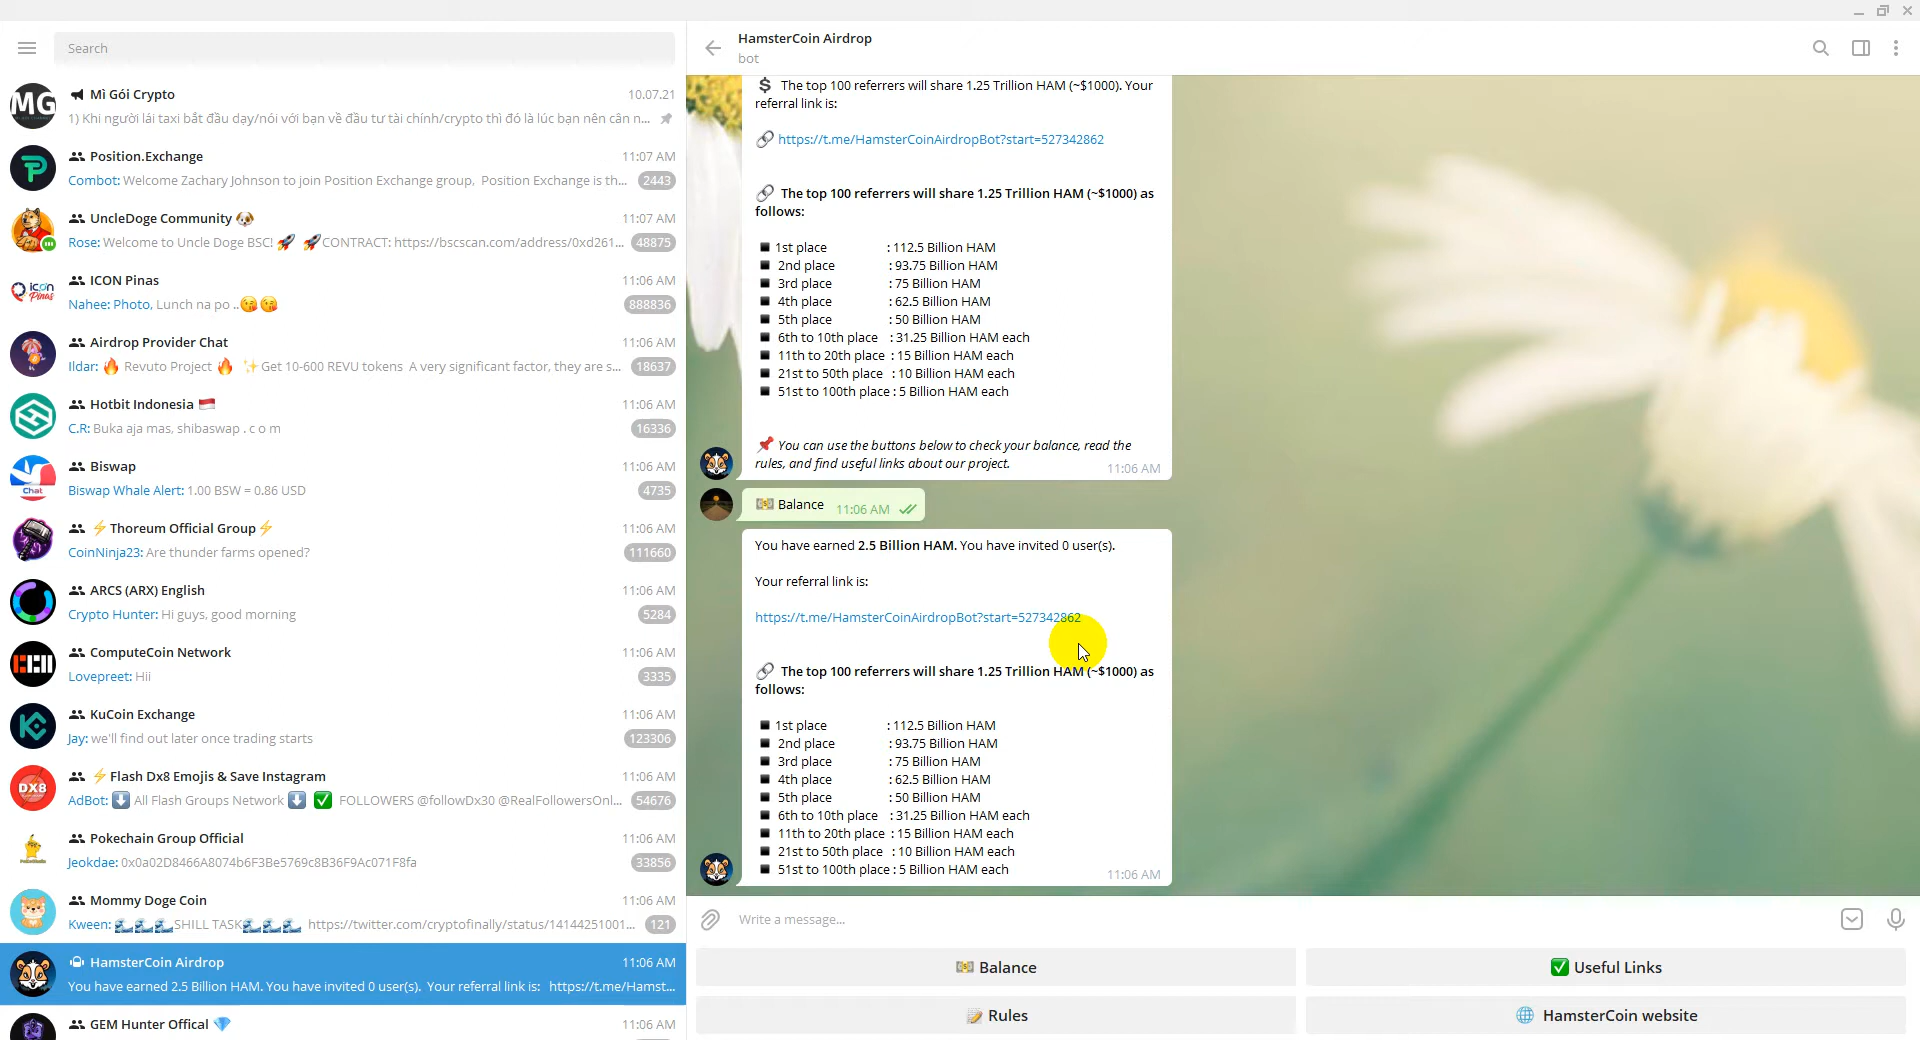 Search
Mì Gói Crypto 10.07.21
1) Khi người lái taxi bắt đầu dạy/nói với bạn về đầu tư tài chính/crypto thì đó là lúc bạn nên cân n...
Position.Exchange 11:07 AM
Combot: Welcome Zachary Johnson to join Position Exchange group, Position Exchange is th... 2443
UncleDoge Community 🐶 11:07 AM
Rose: Welcome to Uncle Doge BSC! 🚀 🚀CONTRACT: https://bscscan.com/address/0xd261... 48875
ICON Pinas 11:06 AM
Nahee: Photo, Lunch na po ..😘😘 888836
Airdrop Provider Chat 11:06 AM
Ildar: 🔥 Revuto Project 🔥 ✨Get 10-600 REVU tokens A very significant factor, they are s... 18637
Hotbit Indonesia 🇮🇩 11:06 AM
C.R: Buka aja mas, shibaswap . c o m 16336
Biswap 11:06 AM
Biswap Whale Alert: 1.00 BSW = 0.86 USD 4735
⚡Thoreum Official Group⚡ 11:06 AM
CoinNinja23: Are thunder farms opened? 111660
ARCS (ARX) English 11:06 AM
Crypto Hunter: Hi guys, good morning 5284
ComputeCoin Network 11:06 AM
Lovepreet: Hii 3335
KuCoin Exchange 11:06 AM
Jay: we'll find out later once trading starts 123306
⚡Flash Dx8 Emojis & Save Instagram 11:06 AM
AdBot: ⬇️ All Flash Groups Network ⬇️ ✅ FOLLOWERS @followDx30 @RealFollowersOnl... 54676
Pokechain Group Official 11:06 AM
Jeokdae: 0x0a02D8466A8074b6F3Be5769c8B36F9Ac071F8fa 33856
Mommy Doge Coin 11:06 AM
Kween: 🌊🌊🌊SHILL TASK🌊🌊🌊 https://twitter.com/cryptofinally/status/14144251001... 121
HamsterCoin Airdrop 11:06 AM
You have earned 2.5 Billion HAM. You have invited 0 user(s). Your referral link is: https://t.me/Hamst...
GEM Hunter Offical 💎 11:06 AM
HamsterCoin Airdrop
bot
💲 The top 100 referrers will share 1.25 Trillion HAM (~$1000). Your
referral link is:
🔗 https://t.me/HamsterCoinAirdropBot?start=527342862
🔗 The top 100 referrers will share 1.25 Trillion HAM (~$1000) as
follows:
◾ 1st place : 112.5 Billion HAM
◾ 2nd place : 93.75 Billion HAM
◾ 3rd place : 75 Billion HAM
◾ 4th place : 62.5 Billion HAM
◾ 5th place : 50 Billion HAM
◾ 6th to 10th place : 31.25 Billion HAM each
◾ 11th to 20th place : 15 Billion HAM each
◾ 21st to 50th place : 10 Billion HAM each
◾ 51st to 100th place : 5 Billion HAM each
📌 You can use the buttons below to check your balance, read the
rules, and find useful links about our project. 11:06 AM
💵 Balance 11:06 AM
You have earned 2.5 Billion HAM. You have invited 0 user(s).
Your referral link is:
https://t.me/HamsterCoinAirdropBot?start=527342862
🔗 The top 100 referrers will share 1.25 Trillion HAM (~$1000) as
follows:
◾ 1st place : 112.5 Billion HAM
◾ 2nd place : 93.75 Billion HAM
◾ 3rd place : 75 Billion HAM
◾ 4th place : 62.5 Billion HAM
◾ 5th place : 50 Billion HAM
◾ 6th to 10th place : 31.25 Billion HAM each
◾ 11th to 20th place : 15 Billion HAM each
◾ 21st to 50th place : 10 Billion HAM each
◾ 51st to 100th place : 5 Billion HAM each 11:06 AM
Write a message...
💵 Balance
✅ Useful Links
📝 Rules
🌐 HamsterCoin website
MG
icon Pinas
Chat
DX8